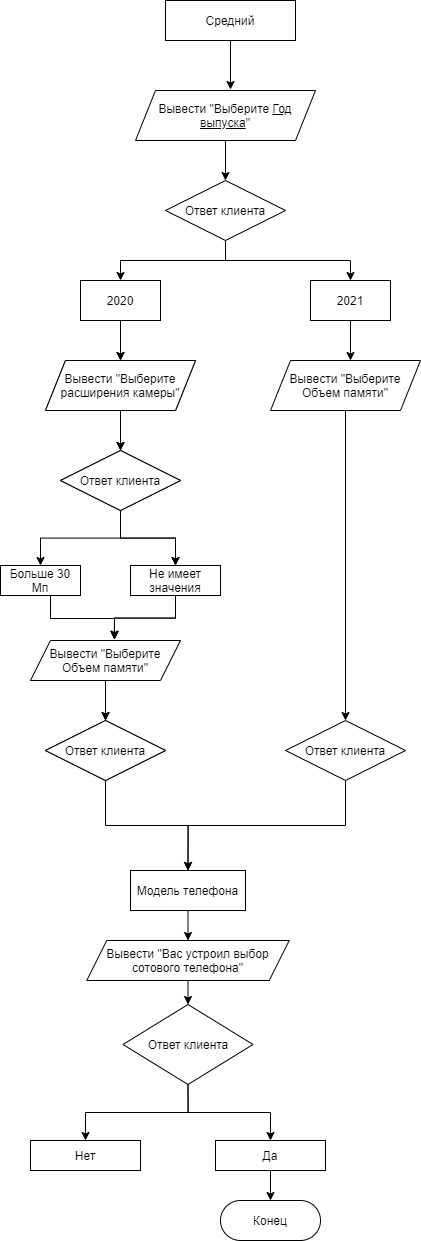 Средний
Вывести "Выберите Год
выпуска"
Ответ клиента
2020
2021
Вывести "Выберите
расширения камеры"
Вывести "Выберите
Объем памяти"
Ответ клиента
Больше 30
Мп
Не имеет
значения
Вывести "Выберите
Объем памяти"
Ответ клиента
Ответ клиента
Модель телефона
Вывести "Вас устроил выбор
сотового телефона"
Ответ клиента
Нет
Да
Конец